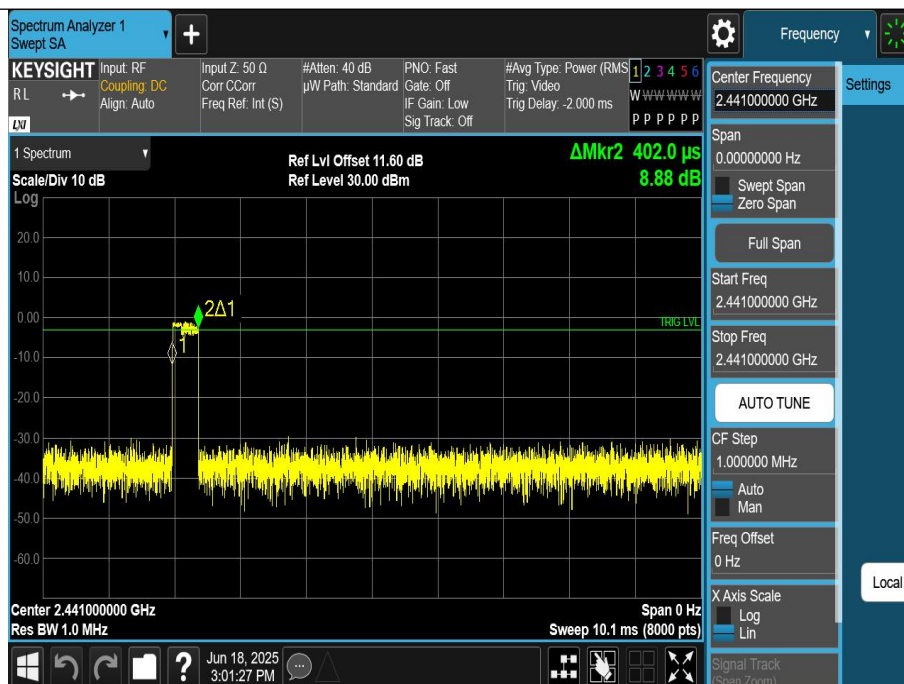 Spectrum Analyzer 1
Swept SA
+
Frequency
KEYSIGHT
RL
LXI
Input: RF
Coupling: DC
Align: Auto
Input Z: 50 Ω
Corr CCorr
Freq Ref: Int (S)
#Atten: 40 dB
µW Path: Standard
PNO: Fast
Gate: Off
IF Gain: Low
Sig Track: Off
#Avg Type: Power (RMS
Trig: Video
Trig Delay: -2.000 ms
1 2 3 4 5 6
W W W W W W
P P P P P P
1 Spectrum
Scale/Div 10 dB
Log
Ref Lvl Offset 11.60 dB
Ref Level 30.00 dBm
ΔMkr2 402.0 µs
8.88 dB
20.0
10.0
0.00
-10.0
-20.0
-30.0
-40.0
-50.0
-60.0
2Δ1
1
TRIG LVL
Center 2.441000000 GHz
Res BW 1.0 MHz
Span 0 Hz
Sweep 10.1 ms (8000 pts)
Center Frequency
2.441000000 GHz
Span
0.00000000 Hz
Swept Span
Zero Span
Full Span
Start Freq
2.441000000 GHz
Stop Freq
2.441000000 GHz
AUTO TUNE
CF Step
1.000000 MHz
Auto
Man
Freq Offset
0 Hz
X Axis Scale
Log
Lin
Signal Track
(Span Zoom)
Settings
Local
?
Jun 18, 2025
3:01:27 PM